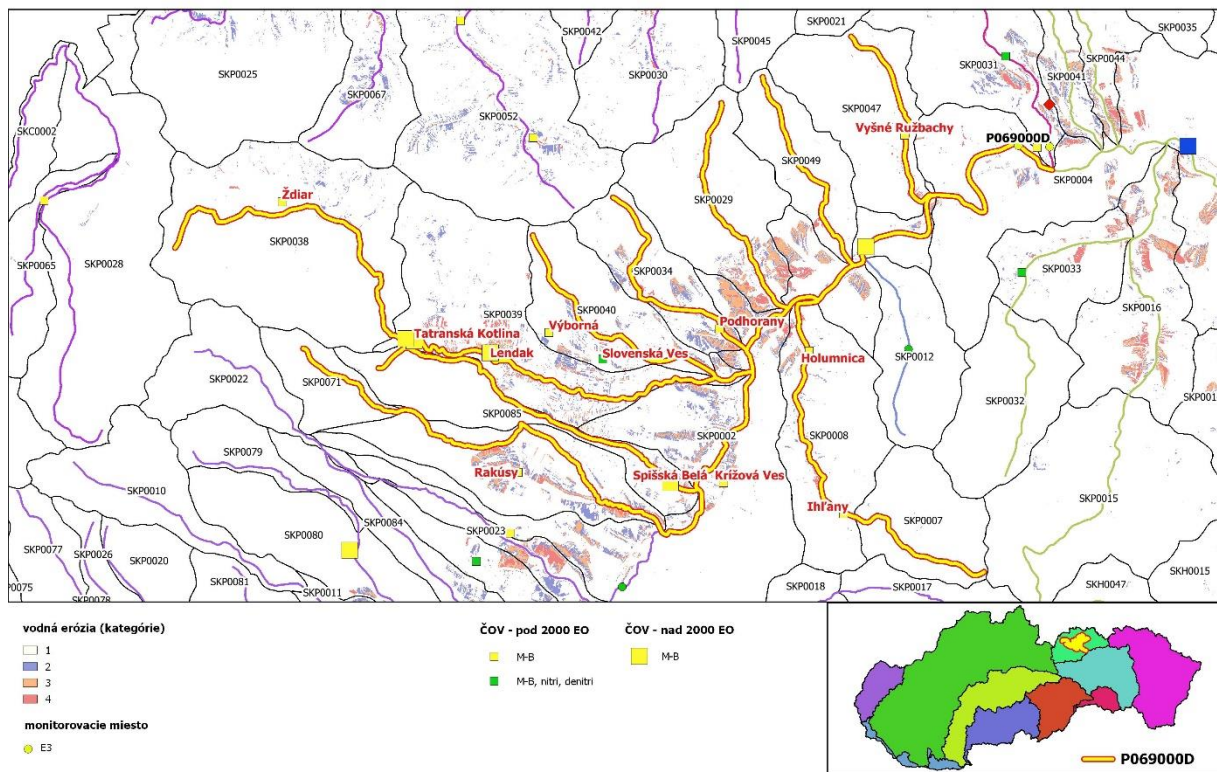 SKP0021
SKP0035
SKP0042
SKP0045
SKP0031
SKP0044
SKP0041
SKP0025
SKP0067
SKP0030
SKP0047
SKP0052
SKC0002
Vyšné Ružbachy
P069000D
SKP0049
SKP0004
Ždiar
SKP0029
SKP0038
SKP0065
SKP0028
SKP0034
SKP0033
SKP0016
SKP0039
SKP0040
Tatranská Kotlina
Výborná
Podhorany
Lendak
Slovenská Ves
Holumnica
SKP0012
SKP0022
SKP0071
SKP0032
SKP001
SKP0085
SKP0002
SKP0008
SKP0079
Rakúsy
Spišská Belá
Krížová Ves
SKP0010
SKP0015
Ihľany
SKP0084
SKP0023
SKP0007
SKP0080
SKP0077
SKP0026
SKP0020
SKP0081
SKP0018
SKP0017
SKH0047
SKH0015
P0075
SKP0078
SKP0011
vodná erózia (kategórie)
1
2
3
4
monitorovacie miesto
E3
ČOV - pod 2000 EO
M-B
M-B, nitri, denitri
ČOV - nad 2000 EO
M-B
P069000D